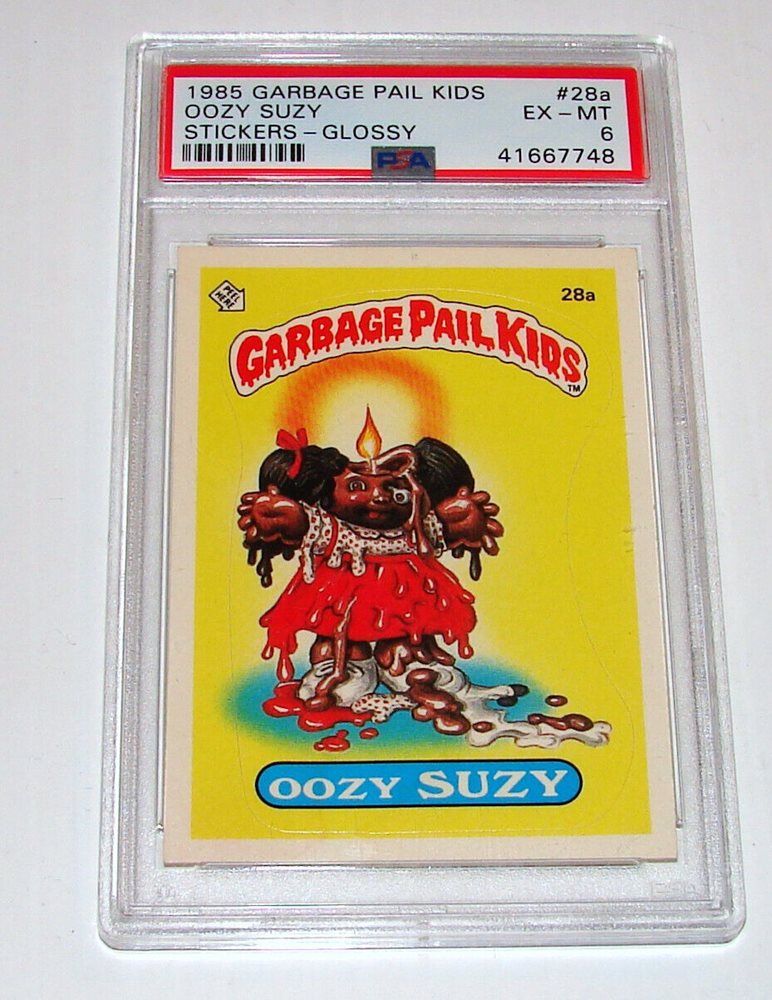 1985 GARBAGE PAIL KIDS #28a
OOZY SUZY EX-MT
STICKERS-GLOSSY 6
PSA 41667748
PEEL
HERE
28a
GARBAGE PAIL KIDS
TM
OOZY SUZY